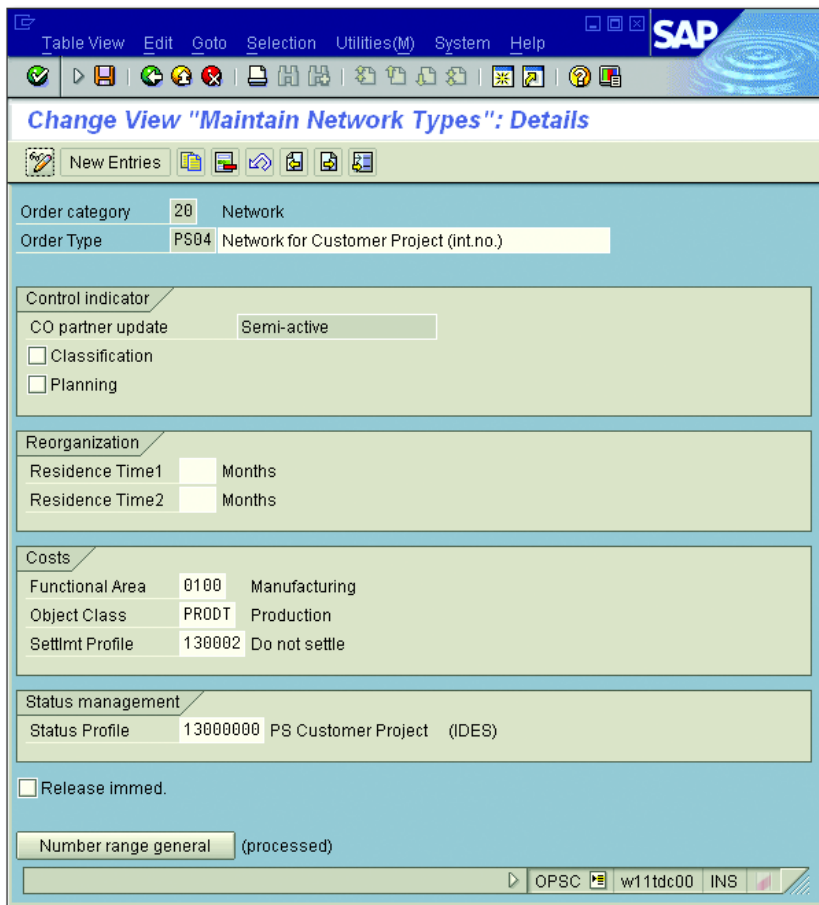 SAP
Table View Edit Goto Selection Utilities(M) System Help
Change View "Maintain Network Types": Details
New Entries
Order category 20 Network
Order Type PS04 Network for Customer Project (int.no.)
Control indicator
CO partner update Semi-active
Classification
Planning
Reorganization
Residence Time1 Months
Residence Time2 Months
Costs
Functional Area 0100 Manufacturing
Object Class PRODT Production
Settlmt Profile 130002 Do not settle
Status management
Status Profile 13000000 PS Customer Project (IDES)
Release immed.
Number range general (processed)
OPSC w11tdc00 INS